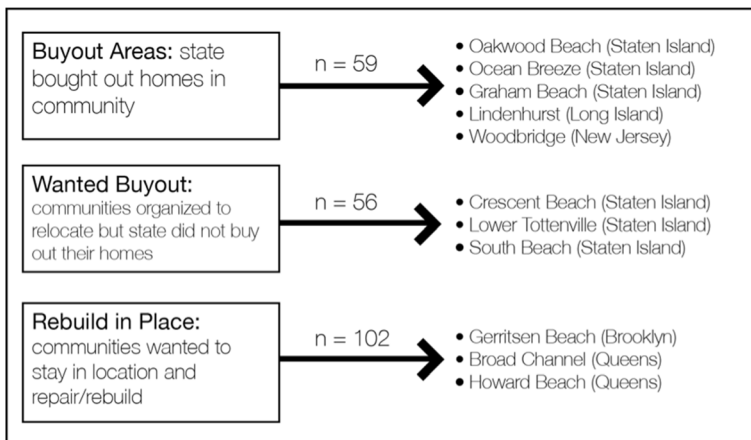 Buyout Areas: state
bought out homes in
community
n = 59
• Oakwood Beach (Staten Island)
• Ocean Breeze (Staten Island)
• Graham Beach (Staten Island)
• Lindenhurst (Long Island)
• Woodbridge (New Jersey)
Wanted Buyout:
communities organized to
relocate but state did not buy
out their homes
n = 56
• Crescent Beach (Staten Island)
• Lower Tottenville (Staten Island)
• South Beach (Staten Island)
Rebuild in Place:
communities wanted to
stay in location and
repair/rebuild
n = 102
• Gerritsen Beach (Brooklyn)
• Broad Channel (Queens)
• Howard Beach (Queens)